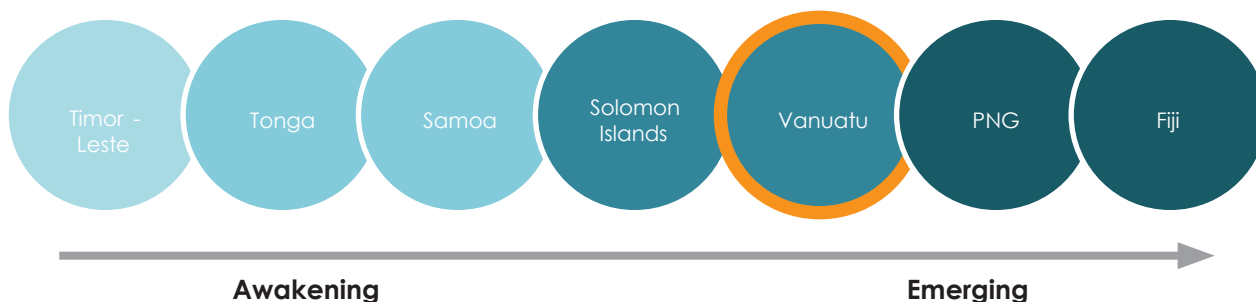 Timor -
Leste
Tonga
Samoa
Solomon
Islands
Vanuatu
PNG
Fiji
Awakening
Emerging